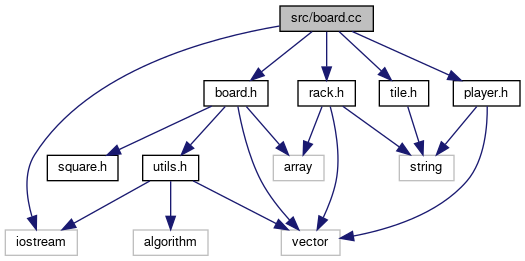 src/board.cc
board.h
rack.h
tile.h
player.h
square.h
utils.h
array
string
iostream
algorithm
vector